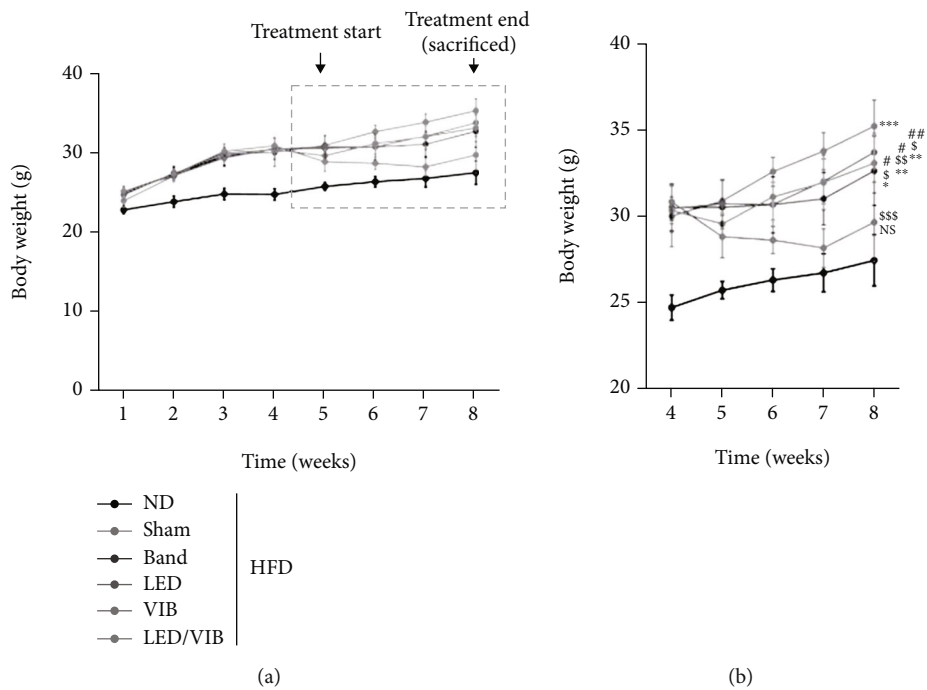 Treatment start
Treatment end
(sacrificed)
40
30
20
10
0
Body weight (g)
1 2 3 4 5 6 7 8
Time (weeks)
ND
Sham
Band
LED
VIB
LED/VIB
HFD
(a)
40
35
30
25
20
Body weight (g)
***
##
# $
# $$ **
$ **
*
$$$
NS
4 5 6 7 8
Time (weeks)
(b)